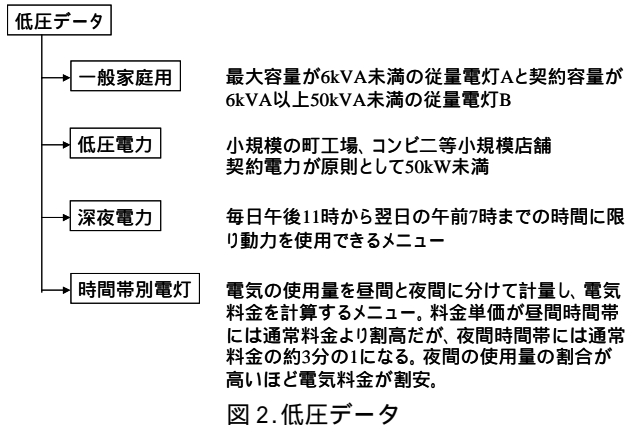 低圧データ
一般家庭用
最大容量が6kVA未満の従量電灯Aと契約容量が
6kVA以上50kVA未満の従量電灯B
低圧電力
小規模の町工場、コンビ二等小規模店舗
契約電力が原則として50kW未満
深夜電力
毎日午後11時から翌日の午前7時までの時間に限
り動力を使用できるメニュー
時間帯別電灯
電気の使用量を昼間と夜間に分けて計量し、電気
料金を計算するメニュー。料金単価が昼間時間帯
には通常料金より割高だが、夜間時間帯には通常
料金の約3分の1になる。夜間の使用量の割合が
高いほど電気料金が割安。
図2.低圧データ